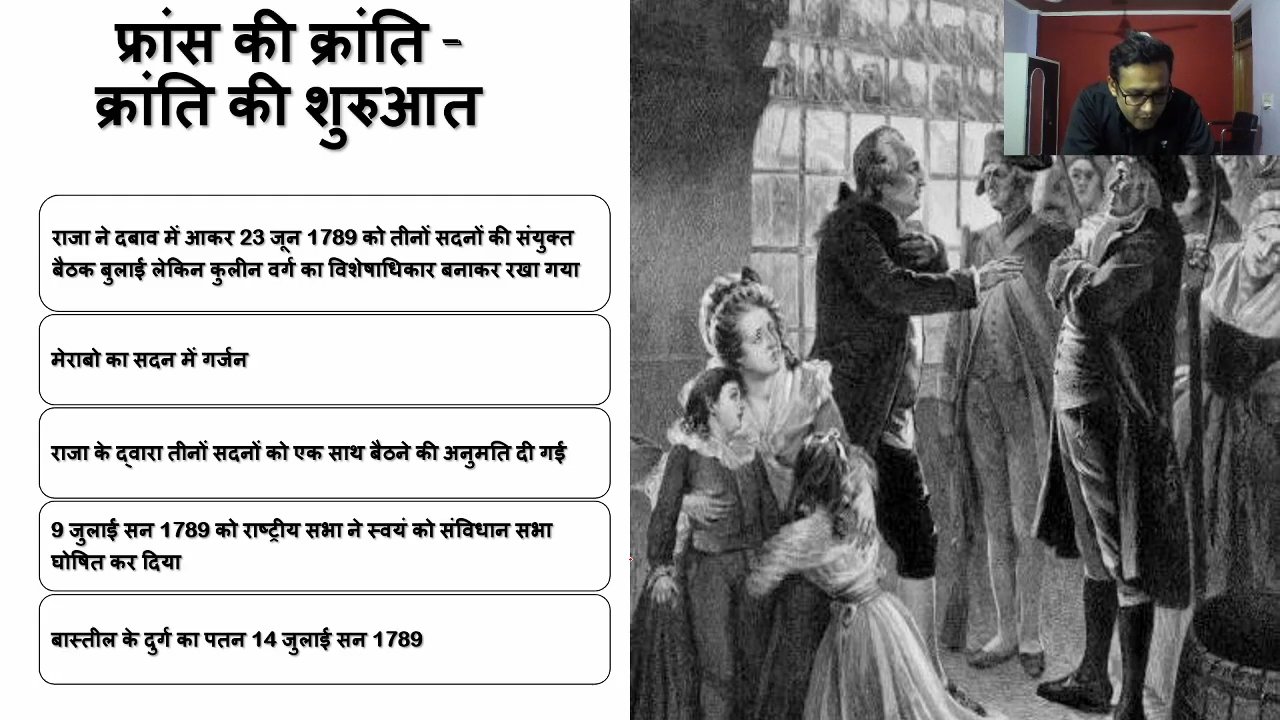 फ्रांस की क्रांति -
क्रांति की शुरुआत
राजा ने दबाव में आकर 23 जून 1789 को तीनों सदनों की संयुक्त
बैठक बुलाई लेकिन कुलीन वर्ग का विशेषाधिकार बनाकर रखा गया
मेराबो का सदन में गर्जन
राजा के द्वारा तीनों सदनों को एक साथ बैठने की अनुमति दी गई
9 जुलाई सन 1789 को राष्ट्रीय सभा ने स्वयं को संविधान सभा
घोषित कर दिया
बास्तील के दुर्ग का पतन 14 जुलाई सन 1789